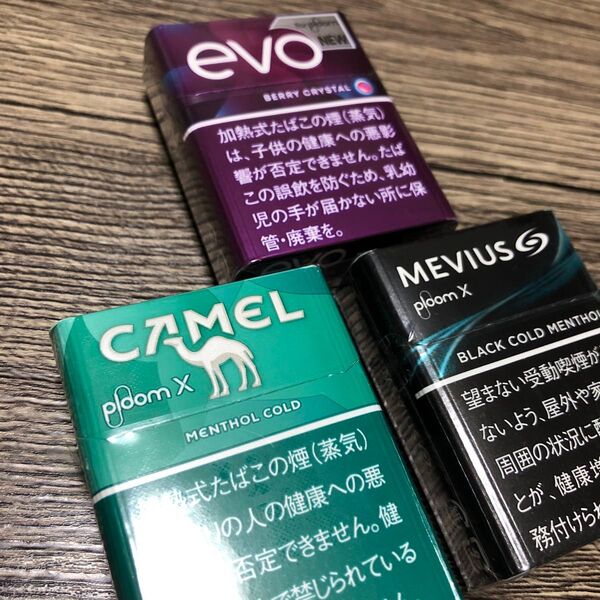 evo
for ploom
NEW
BERRY CRYSTAL
加熱式たばこの煙(蒸気)
は、子供の健康への悪影
響が否定できません。たば
この誤飲を防ぐため、乳幼
児の手が届かない所に保
管・廃棄を。
evo
CAMEL
ploom X
MENTHOL COLD
熱式たばこの煙(蒸気)
の人の健康への悪
否定できません。健
で禁じられている
せん。
MEVIUS
ploom X
BLACK COLD MENTHOL
望まない受動喫煙が
ないよう、屋外や家
周囲の状況に配
とが、健康増
務付けられ